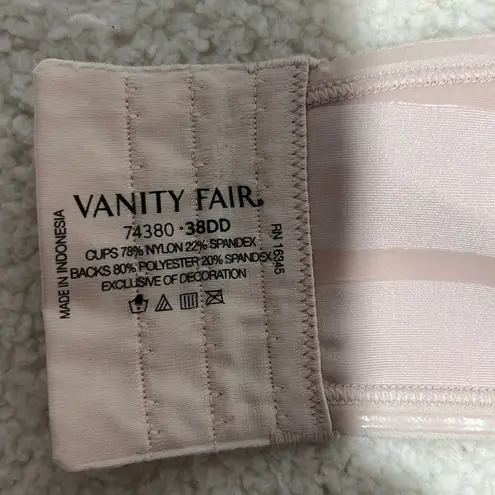 VANITY FAIR®
74380 · 38DD
CUPS 78% NYLON 22% SPANDEX
BACKS 80% POLYESTER 20% SPANDEX
EXCLUSIVE OF DECORATION
MADE IN INDONESIA
RN 16945